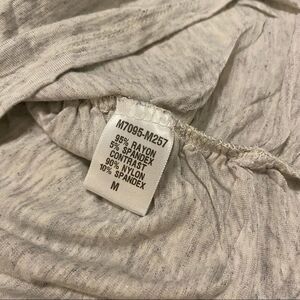 M7095-M257
95% RAYON
5% SPANDEX
CONTRAST
90% NYLON
10% SPANDEX
M